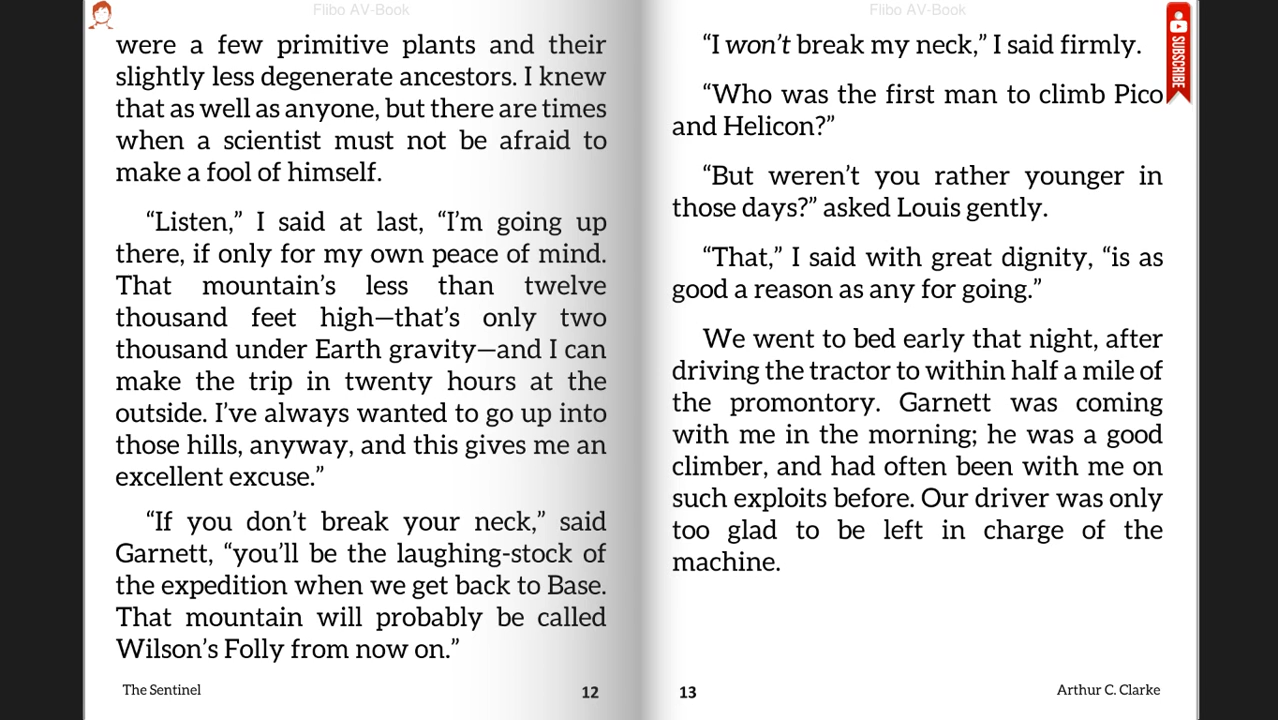 Flibo AV-Book
were a few primitive plants and their
slightly less degenerate ancestors. I knew
that as well as anyone, but there are times
when a scientist must not be afraid to
make a fool of himself.
“Listen,” I said at last, “I’m going up
there, if only for my own peace of mind.
That mountain’s less than twelve
thousand feet high—that’s only two
thousand under Earth gravity—and I can
make the trip in twenty hours at the
outside. I’ve always wanted to go up into
those hills, anyway, and this gives me an
excellent excuse.”
“If you don’t break your neck,” said
Garnett, “you’ll be the laughing-stock of
the expedition when we get back to Base.
That mountain will probably be called
Wilson’s Folly from now on.”
The Sentinel
12
Flibo AV-Book
“I won’t break my neck,” I said firmly.
“Who was the first man to climb Pico
and Helicon?”
“But weren’t you rather younger in
those days?” asked Louis gently.
“That,” I said with great dignity, “is as
good a reason as any for going.”
We went to bed early that night, after
driving the tractor to within half a mile of
the promontory. Garnett was coming
with me in the morning; he was a good
climber, and had often been with me on
such exploits before. Our driver was only
too glad to be left in charge of the
machine.
13
Arthur C. Clarke
SUBSCRIBE